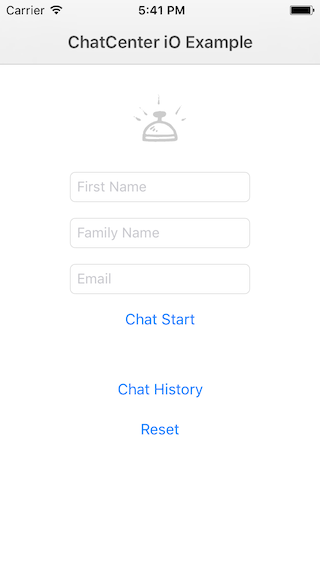 Carrier 5:41 PM
ChatCenter iO Example
First Name
Family Name
Email
Chat Start
Chat History
Reset